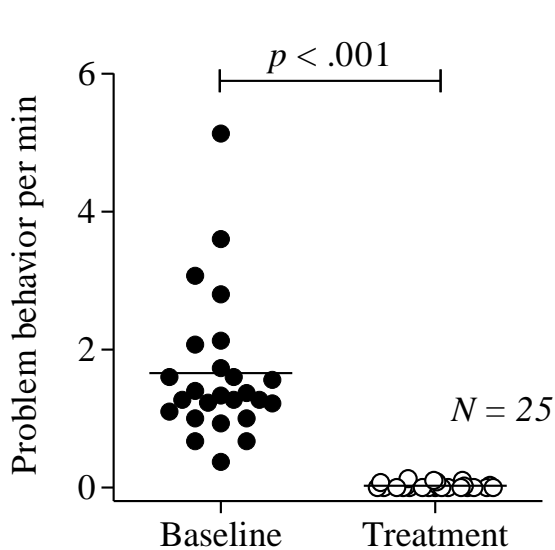 p < .001
Problem behavior per min
6
4
2
0
N = 25
Baseline
Treatment